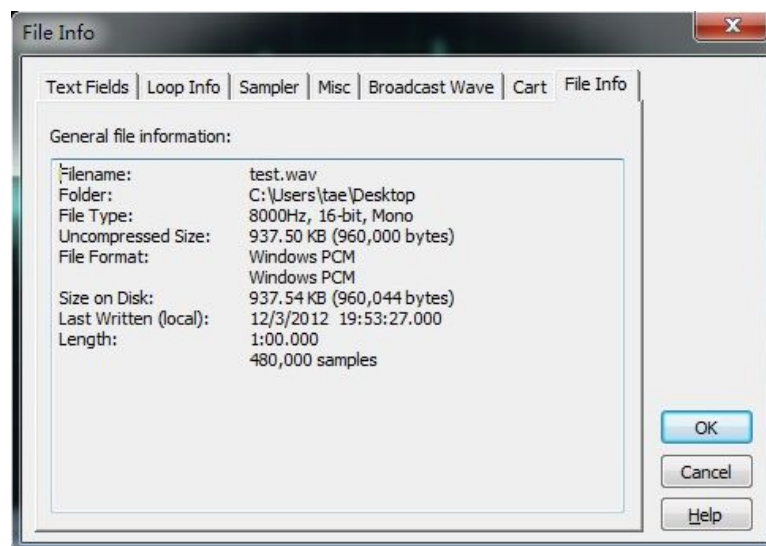 File Info
X
Text Fields Loop Info Sampler Misc Broadcast Wave Cart File Info
General file information:
Filename: test.wav
Folder: C:\Users\tae\Desktop
File Type: 8000Hz, 16-bit, Mono
Uncompressed Size: 937.50 KB (960,000 bytes)
File Format: Windows PCM
Windows PCM
Size on Disk: 937.54 KB (960,044 bytes)
Last Written (local): 12/3/2012 19:53:27.000
Length: 1:00.000
480,000 samples
OK
Cancel
Help